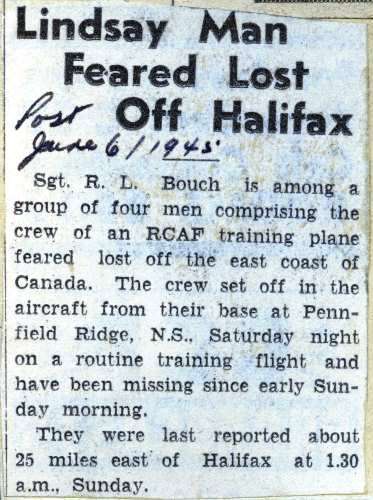 Lindsay Man
Feared Lost
Off Halifax
Post
June 6/1945
Sgt. R. L. Bouch is among a
group of four men comprising the
crew of an RCAF training plane
feared lost off the east coast of
Canada. The crew set off in the
aircraft from their base at Penn-
field Ridge, N.S., Saturday night
on a routine training flight and
have been missing since early Sun-
day morning.
They were last reported about
25 miles east of Halifax at 1.30
a.m., Sunday.